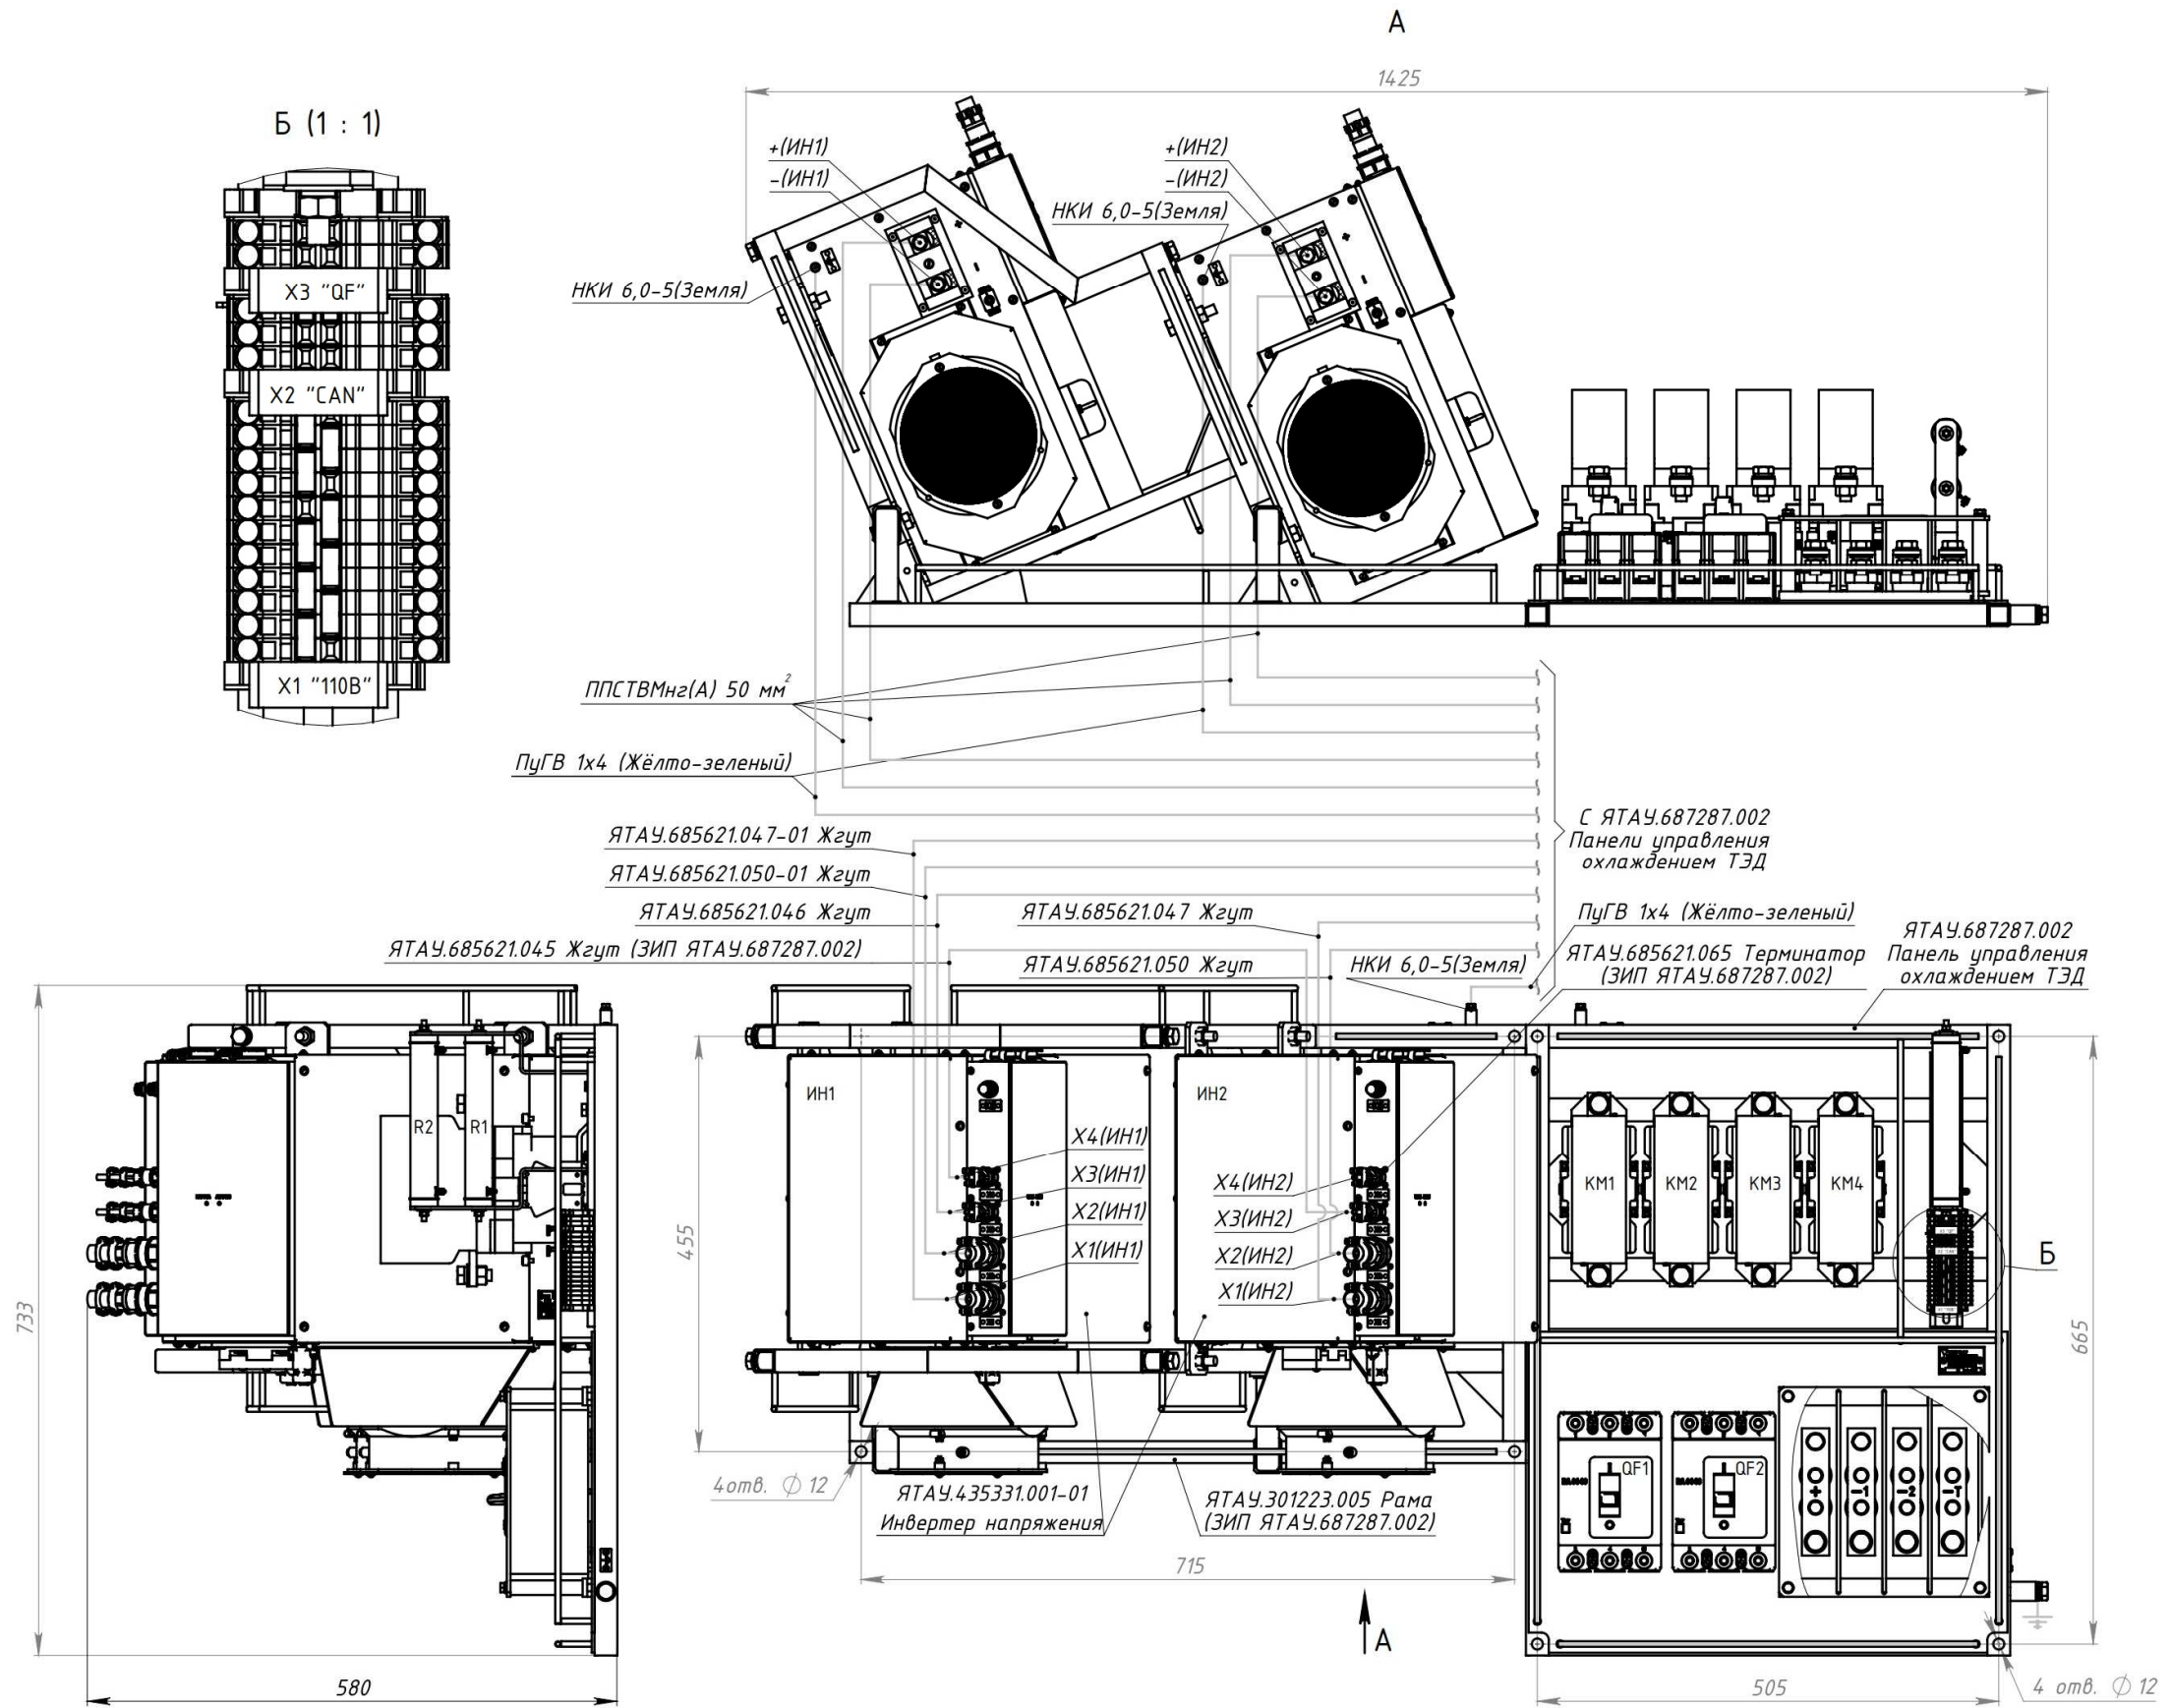 А
1425
Б (1 : 1)
+(ИН1)
-(ИН1)
НКИ 6,0-5(Земля)
+(ИН2)
-(ИН2)
НКИ 6,0-5(Земля)
X3 "QF"
X2 "CAN"
X1 "110В"
ППСТВМнг(А) 50 мм²
ПуГВ 1х4 (Жёлто-зеленый)
ЯТАУ.685621.047-01 Жгут
ЯТАУ.685621.050-01 Жгут
ЯТАУ.685621.046 Жгут
ЯТАУ.685621.045 Жгут (ЗИП ЯТАУ.687287.002)
ЯТАУ.685621.047 Жгут
ЯТАУ.685621.050 Жгут
НКИ 6,0-5(Земля)
С ЯТАУ.687287.002
Панели управления
охлаждением ТЭД
ПуГВ 1х4 (Жёлто-зеленый)
ЯТАУ.685621.065 Терминатор
(ЗИП ЯТАУ.687287.002)
ЯТАУ.687287.002
Панель управления
охлаждением ТЭД
733
580
R2
R1
455
ИН1
X4(ИН1)
X3(ИН1)
X2(ИН1)
X1(ИН1)
ИН2
X4(ИН2)
X3(ИН2)
X2(ИН2)
X1(ИН2)
КМ1
КМ2
КМ3
КМ4
Б
665
QF1
QF2
+
-1
-2
-Т
4отв. ∅ 12
ЯТАУ.435331.001-01
Инвертер напряжения
ЯТАУ.301223.005 Рама
(ЗИП ЯТАУ.687287.002)
715
А
505
4 отв. ∅ 12